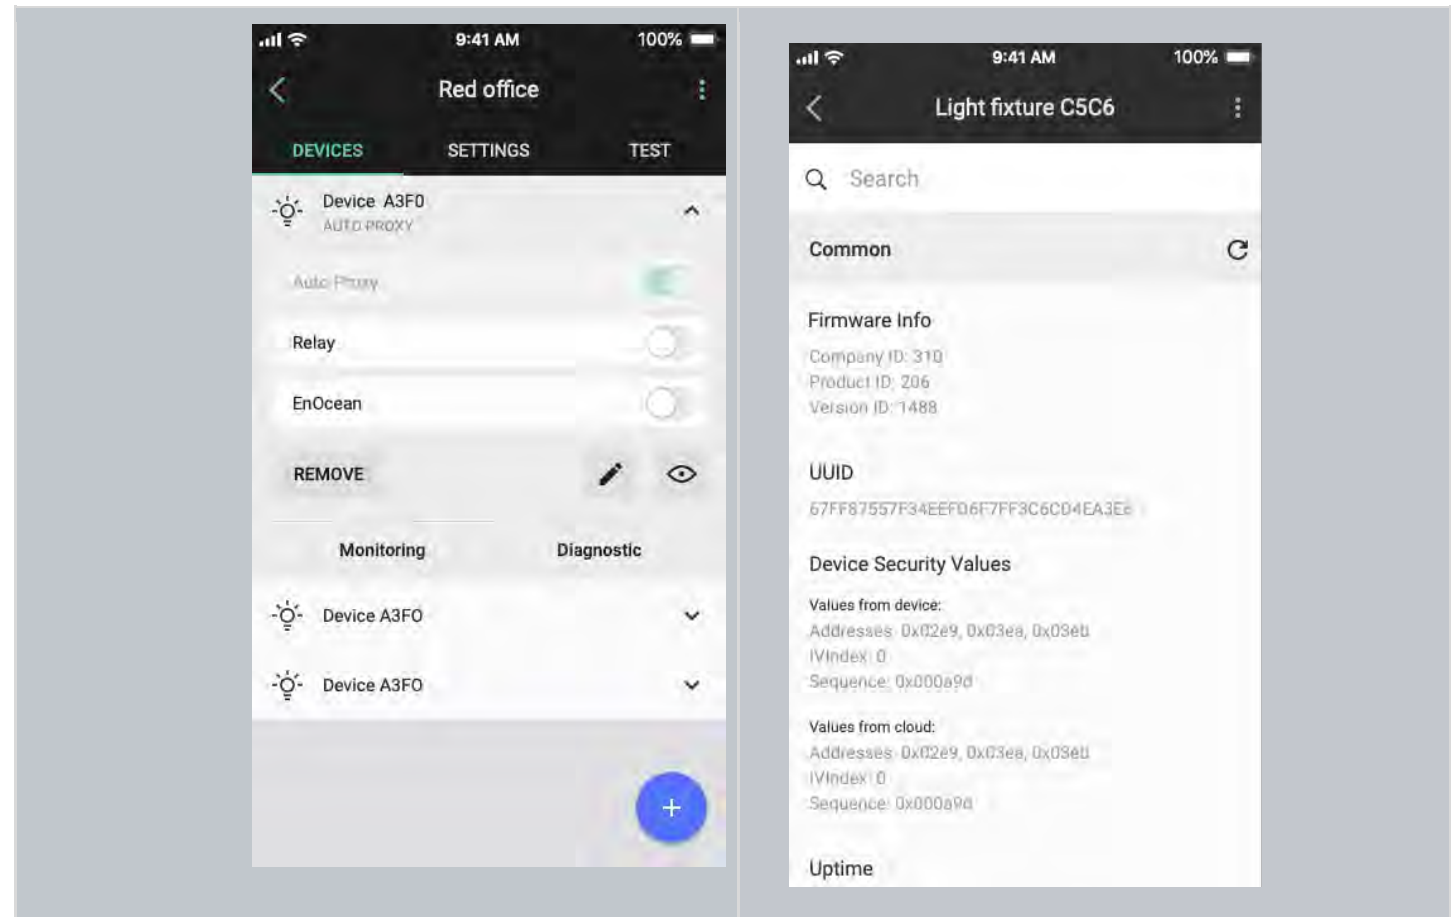 9:41 AM 100%
Red office
DEVICES SETTINGS TEST
Device A3F0
AUTO PROXY
Auto Proxy
Relay
EnOcean
REMOVE
Monitoring Diagnostic
Device A3FO
Device A3FO
+
9:41 AM 100%
Light fixture C5C6
Search
Common
Firmware Info
Company ID: 310
Product ID: 206
Version ID: 1488
UUID
Device Security Values
Values from device:
Addresses: 0x02e9, 0x03ea, 0x03eb
IVIndex: 0
Sequence: 0x000a9d
Values from cloud:
Addresses: 0x02e9, 0x03ea, 0x03eb
IVIndex: 0
Sequence: 0x000a9d
Uptime